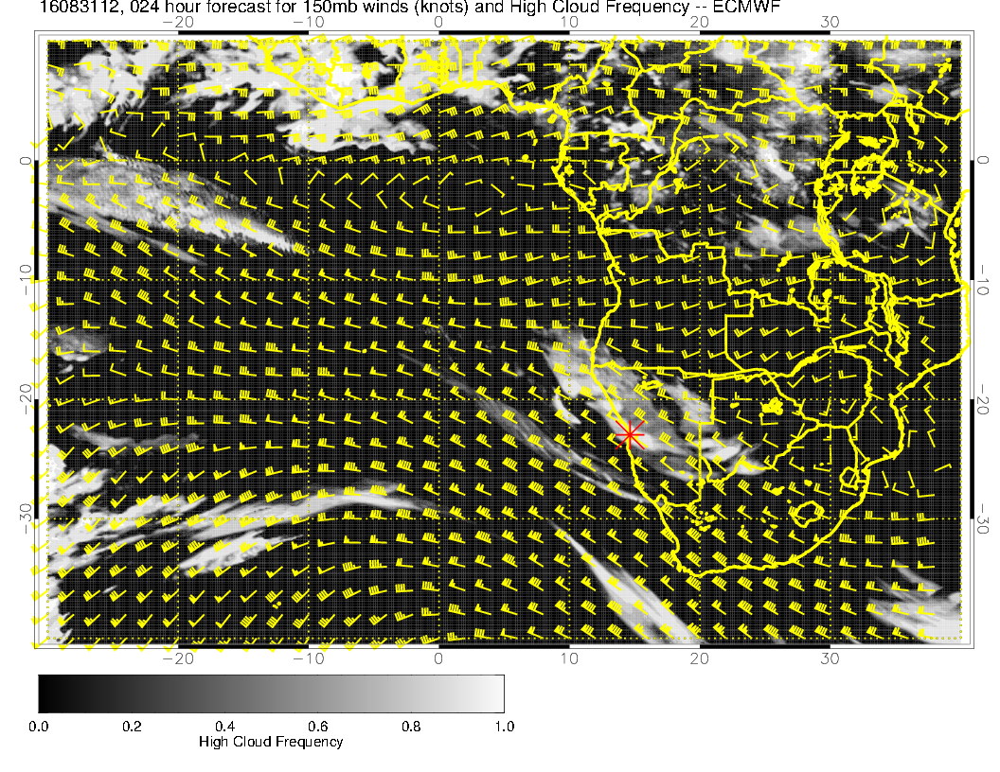 16083112, 024 hour forecast for 150mb winds (knots) and High Cloud Frequency -- ECMWF
−20 −10 0 10 20 30
0 0
−10 −10
−20 −20
−30 −30
−20 −10 0 10 20 30
0.0 0.2 0.4 0.6 0.8 1.0
High Cloud Frequency